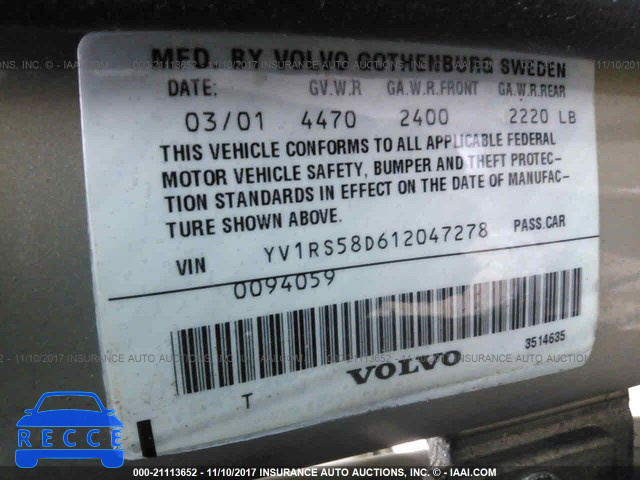 MFD. BY VOLVO GOTHENBURG SWEDEN
DATE: GV.W.R GA.W.R.FRONT GA.W.R.REAR
03/01 4470 2400 2220 LB
THIS VEHICLE CONFORMS TO ALL APPLICABLE FEDERAL
MOTOR VEHICLE SAFETY, BUMPER AND THEFT PROTEC-
TION STANDARDS IN EFFECT ON THE DATE OF MANUFAC-
TURE SHOWN ABOVE.
VIN YV1RS58D612047278 PASS.CAR
0094059
3514635
T VOLVO
RECCE
000-21113652 - 11/10/2017 INSURANCE AUTO AUCTIONS, INC. - © - IAAI.COM